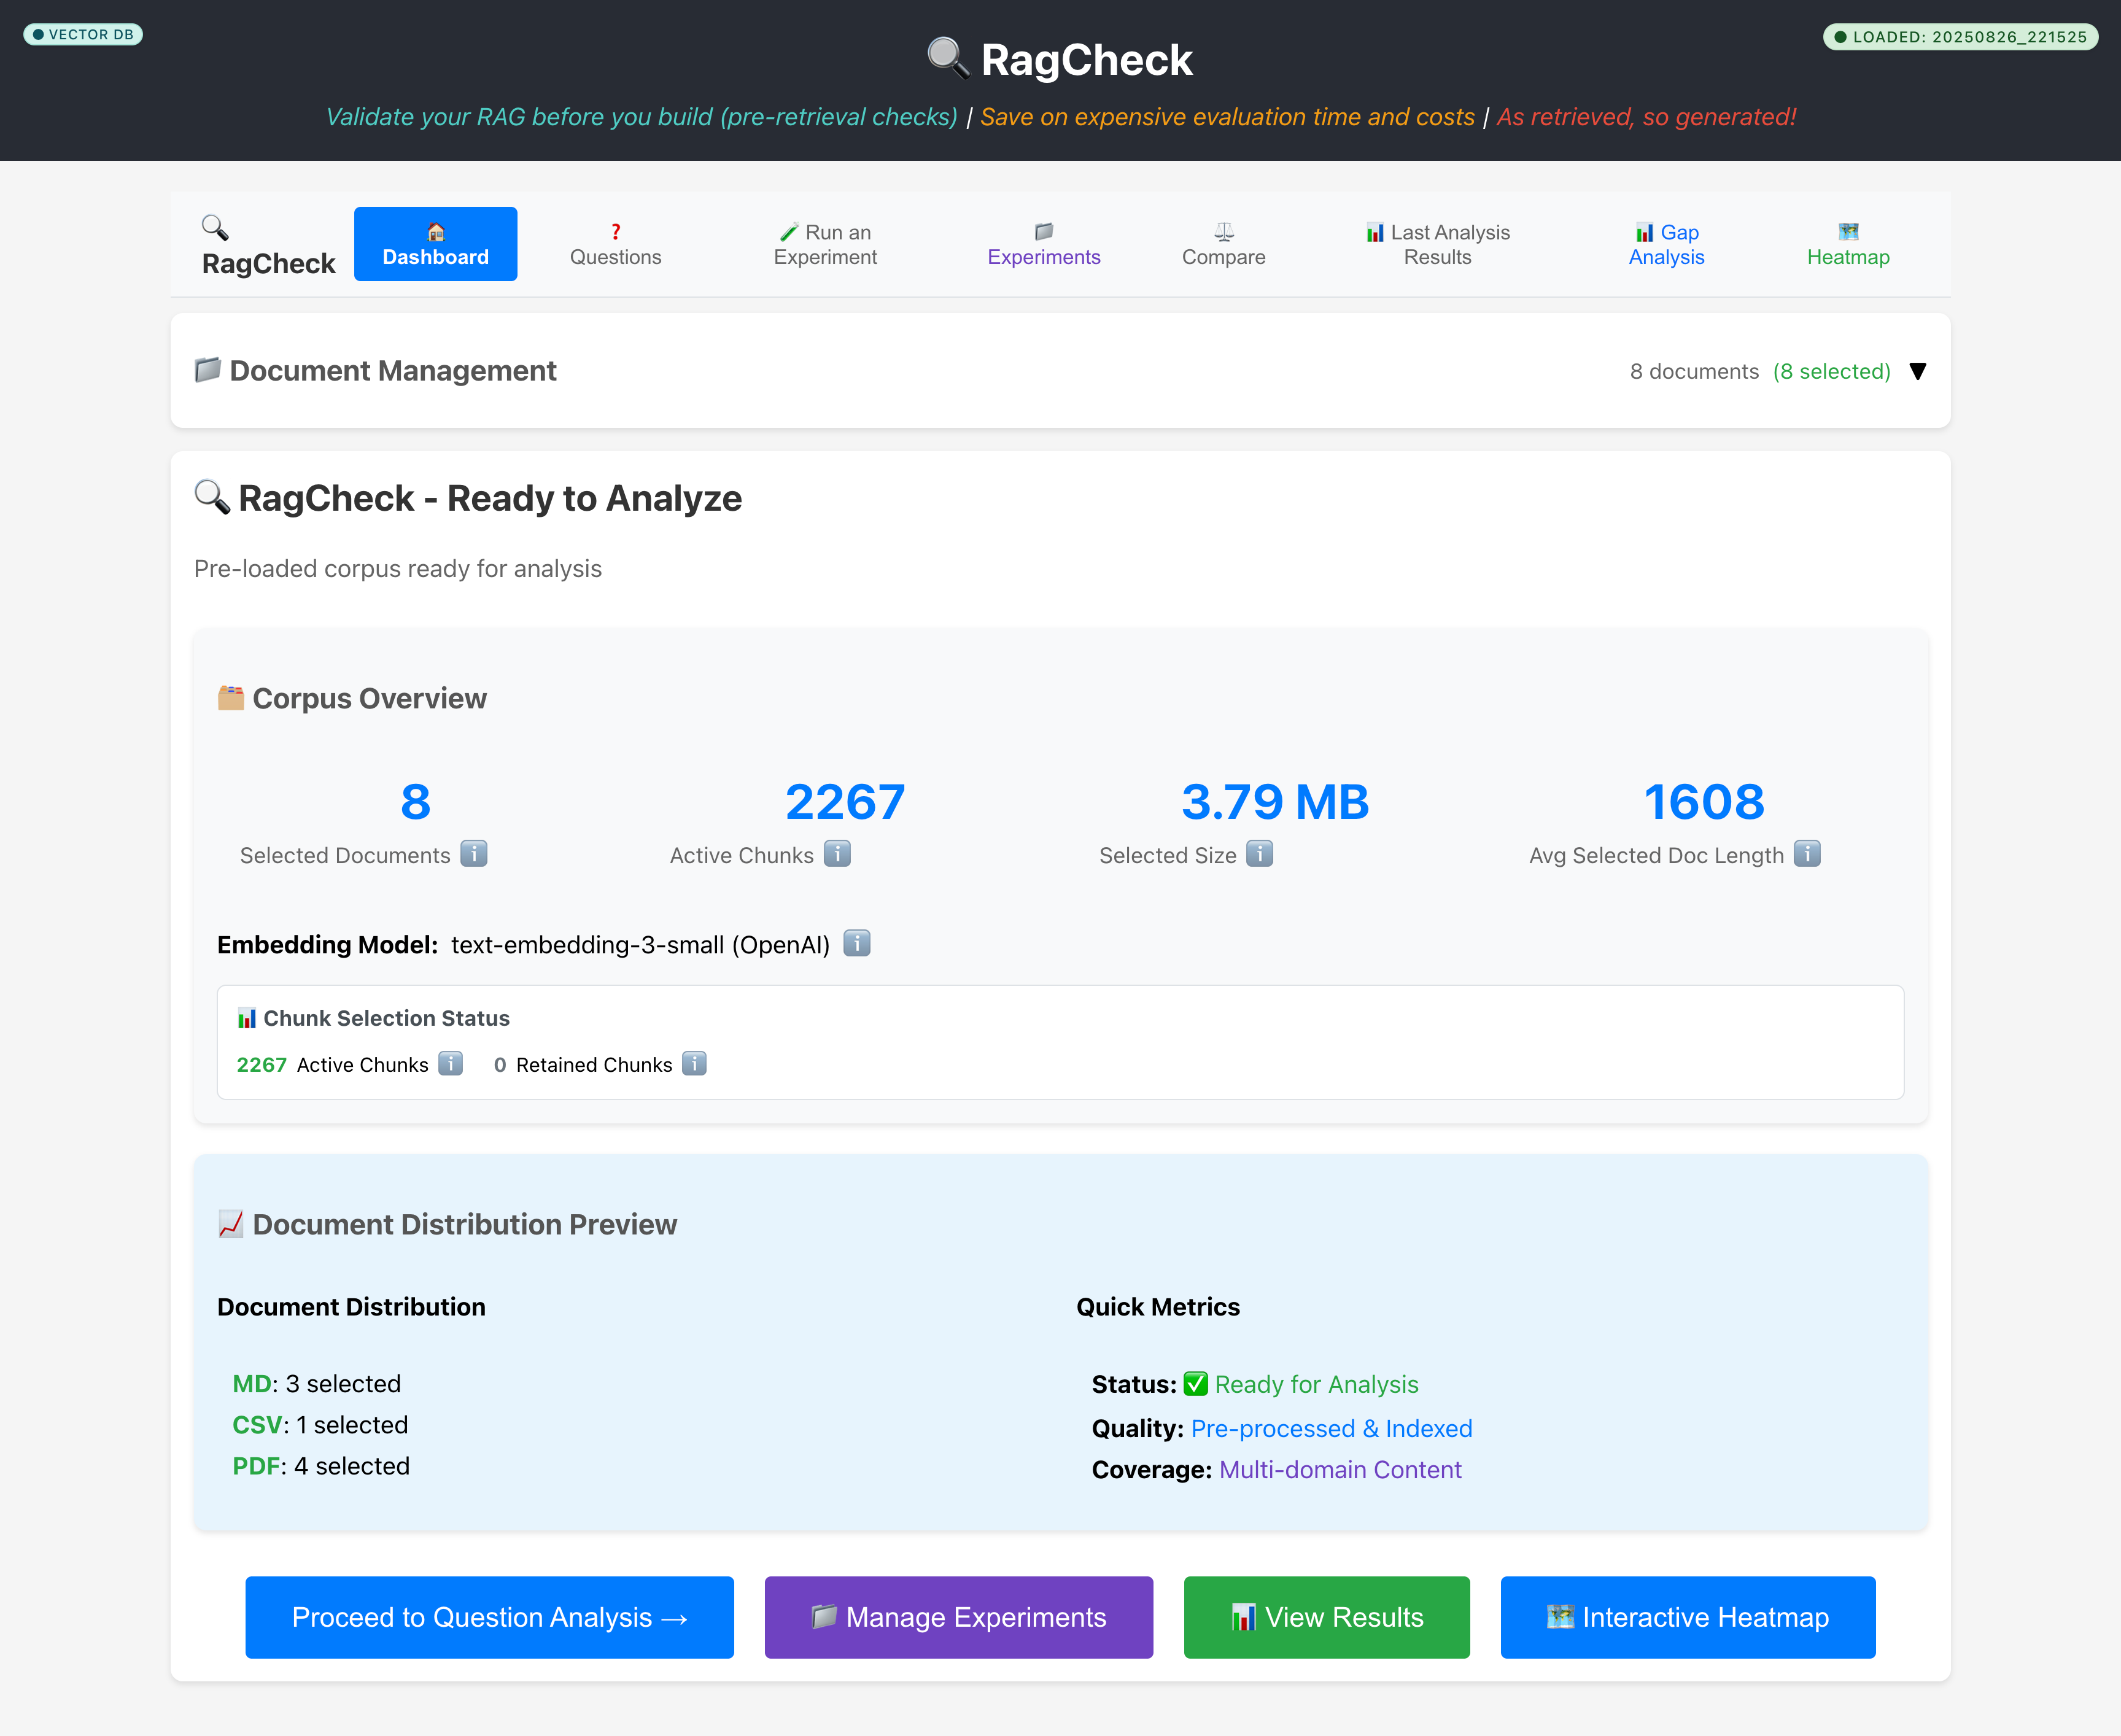 VECTOR DB
LOADED: 20250826_221525
RagCheck
Validate your RAG before you build (pre-retrieval checks) | Save on expensive evaluation time and costs | As retrieved, so generated!
RagCheck
Dashboard
Questions
Run an
Experiment
Experiments
Compare
Last Analysis
Results
Gap
Analysis
Heatmap
Document Management
8 documents (8 selected) ▼
RagCheck - Ready to Analyze
Pre-loaded corpus ready for analysis
Corpus Overview
8
Selected Documents
2267
Active Chunks
3.79 MB
Selected Size
1608
Avg Selected Doc Length
Embedding Model: text-embedding-3-small (OpenAI)
Chunk Selection Status
2267 Active Chunks 0 Retained Chunks
Document Distribution Preview
Document Distribution
MD: 3 selected
CSV: 1 selected
PDF: 4 selected
Quick Metrics
Status: ✅ Ready for Analysis
Quality: Pre-processed & Indexed
Coverage: Multi-domain Content
Proceed to Question Analysis →
Manage Experiments
View Results
Interactive Heatmap